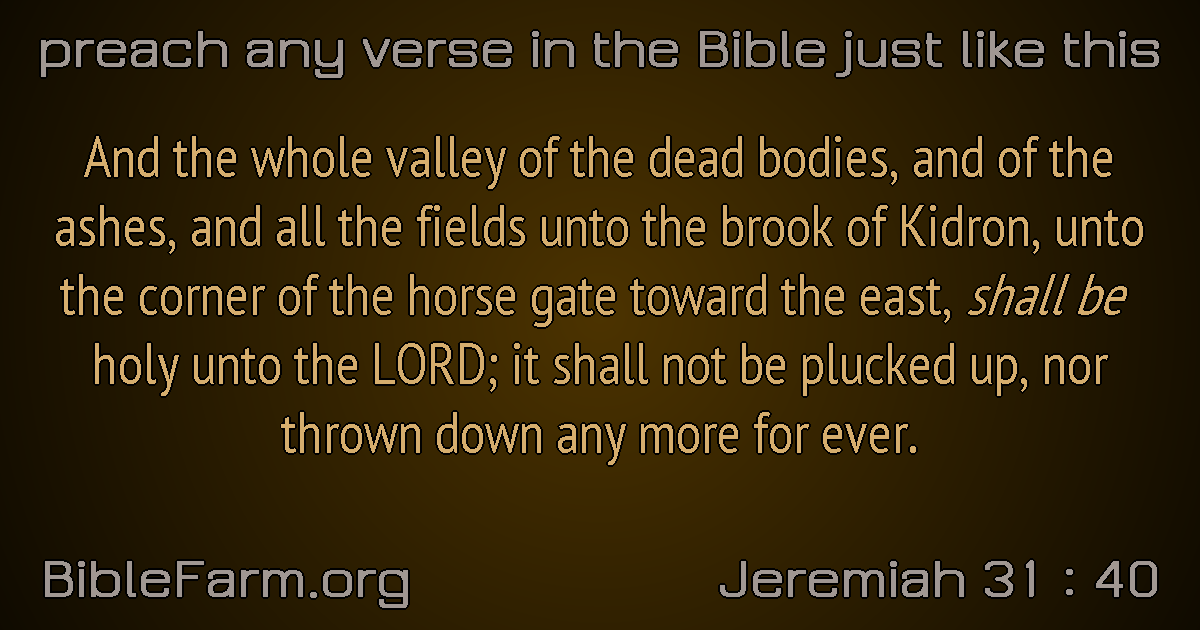 preach any verse in the Bible just like this
And the whole valley of the dead bodies, and of the
ashes, and all the fields unto the brook of Kidron, unto
the corner of the horse gate toward the east, shall be
holy unto the LORD; it shall not be plucked up, nor
thrown down any more for ever.
BibleFarm.org
Jeremiah 31 : 40